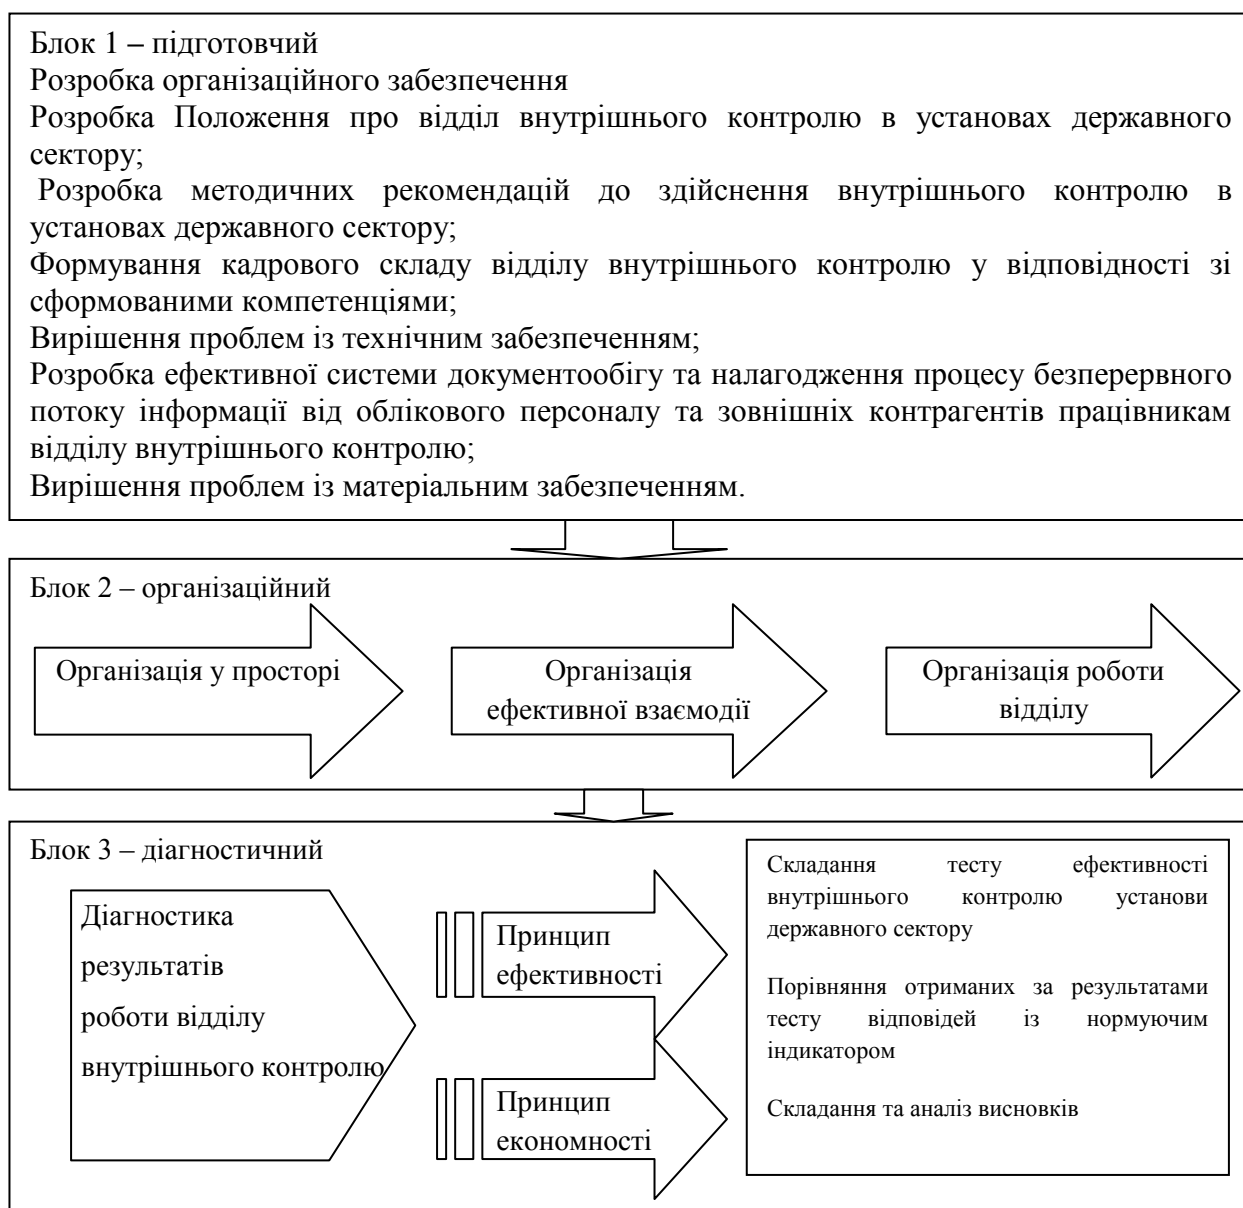 Блок 1 – підготовчий
Розробка організаційного забезпечення
Розробка Положення про відділ внутрішнього контролю в установах державного
сектору;
Розробка методичних рекомендацій до здійснення внутрішнього контролю в
установах державного сектору;
Формування кадрового складу відділу внутрішнього контролю у відповідності зі
сформованими компетенціями;
Вирішення проблем із технічним забезпеченням;
Розробка ефективної системи документообігу та налагодження процесу безперервного
потоку інформації від облікового персоналу та зовнішніх контрагентів працівникам
відділу внутрішнього контролю;
Вирішення проблем із матеріальним забезпеченням.
Блок 2 – організаційний
Організація у просторі
Організація
ефективної взаємодії
Організація роботи
відділу
Блок 3 – діагностичний
Діагностика
результатів
роботи відділу
внутрішнього контролю
Принцип
ефективності
Принцип
економності
Складання тесту ефективності
внутрішнього контролю установи
державного сектору
Порівняння отриманих за результатами
тесту відповідей із нормуючим
індикатором
Складання та аналіз висновків